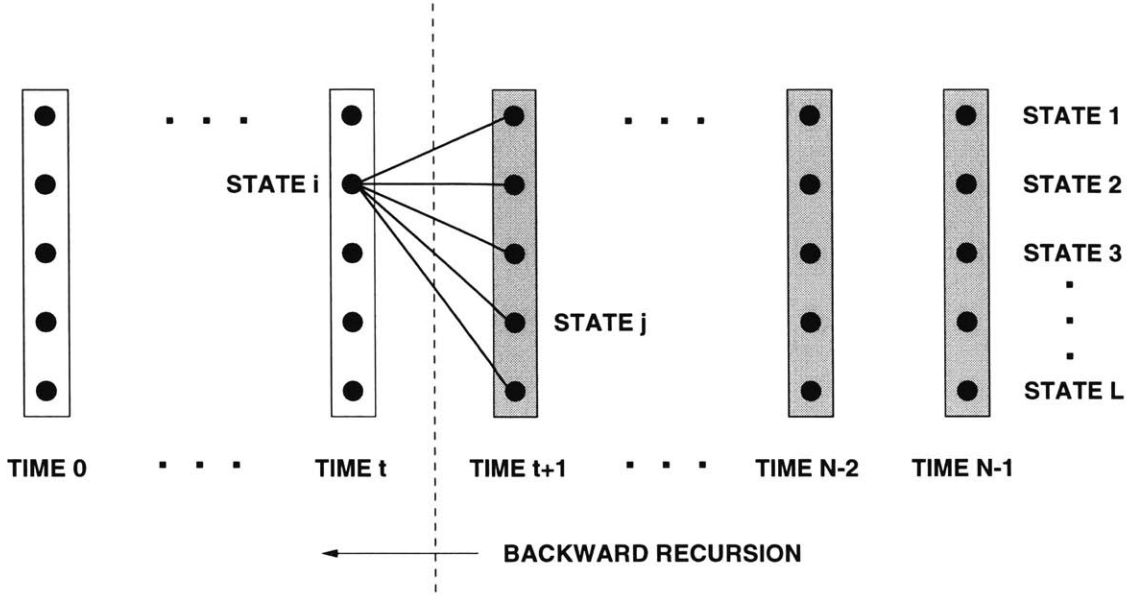 STATE 1
STATE i
STATE 2
STATE 3
STATE j
STATE L
TIME 0 . . . TIME t TIME t+1 . . . TIME N-2 TIME N-1
BACKWARD RECURSION